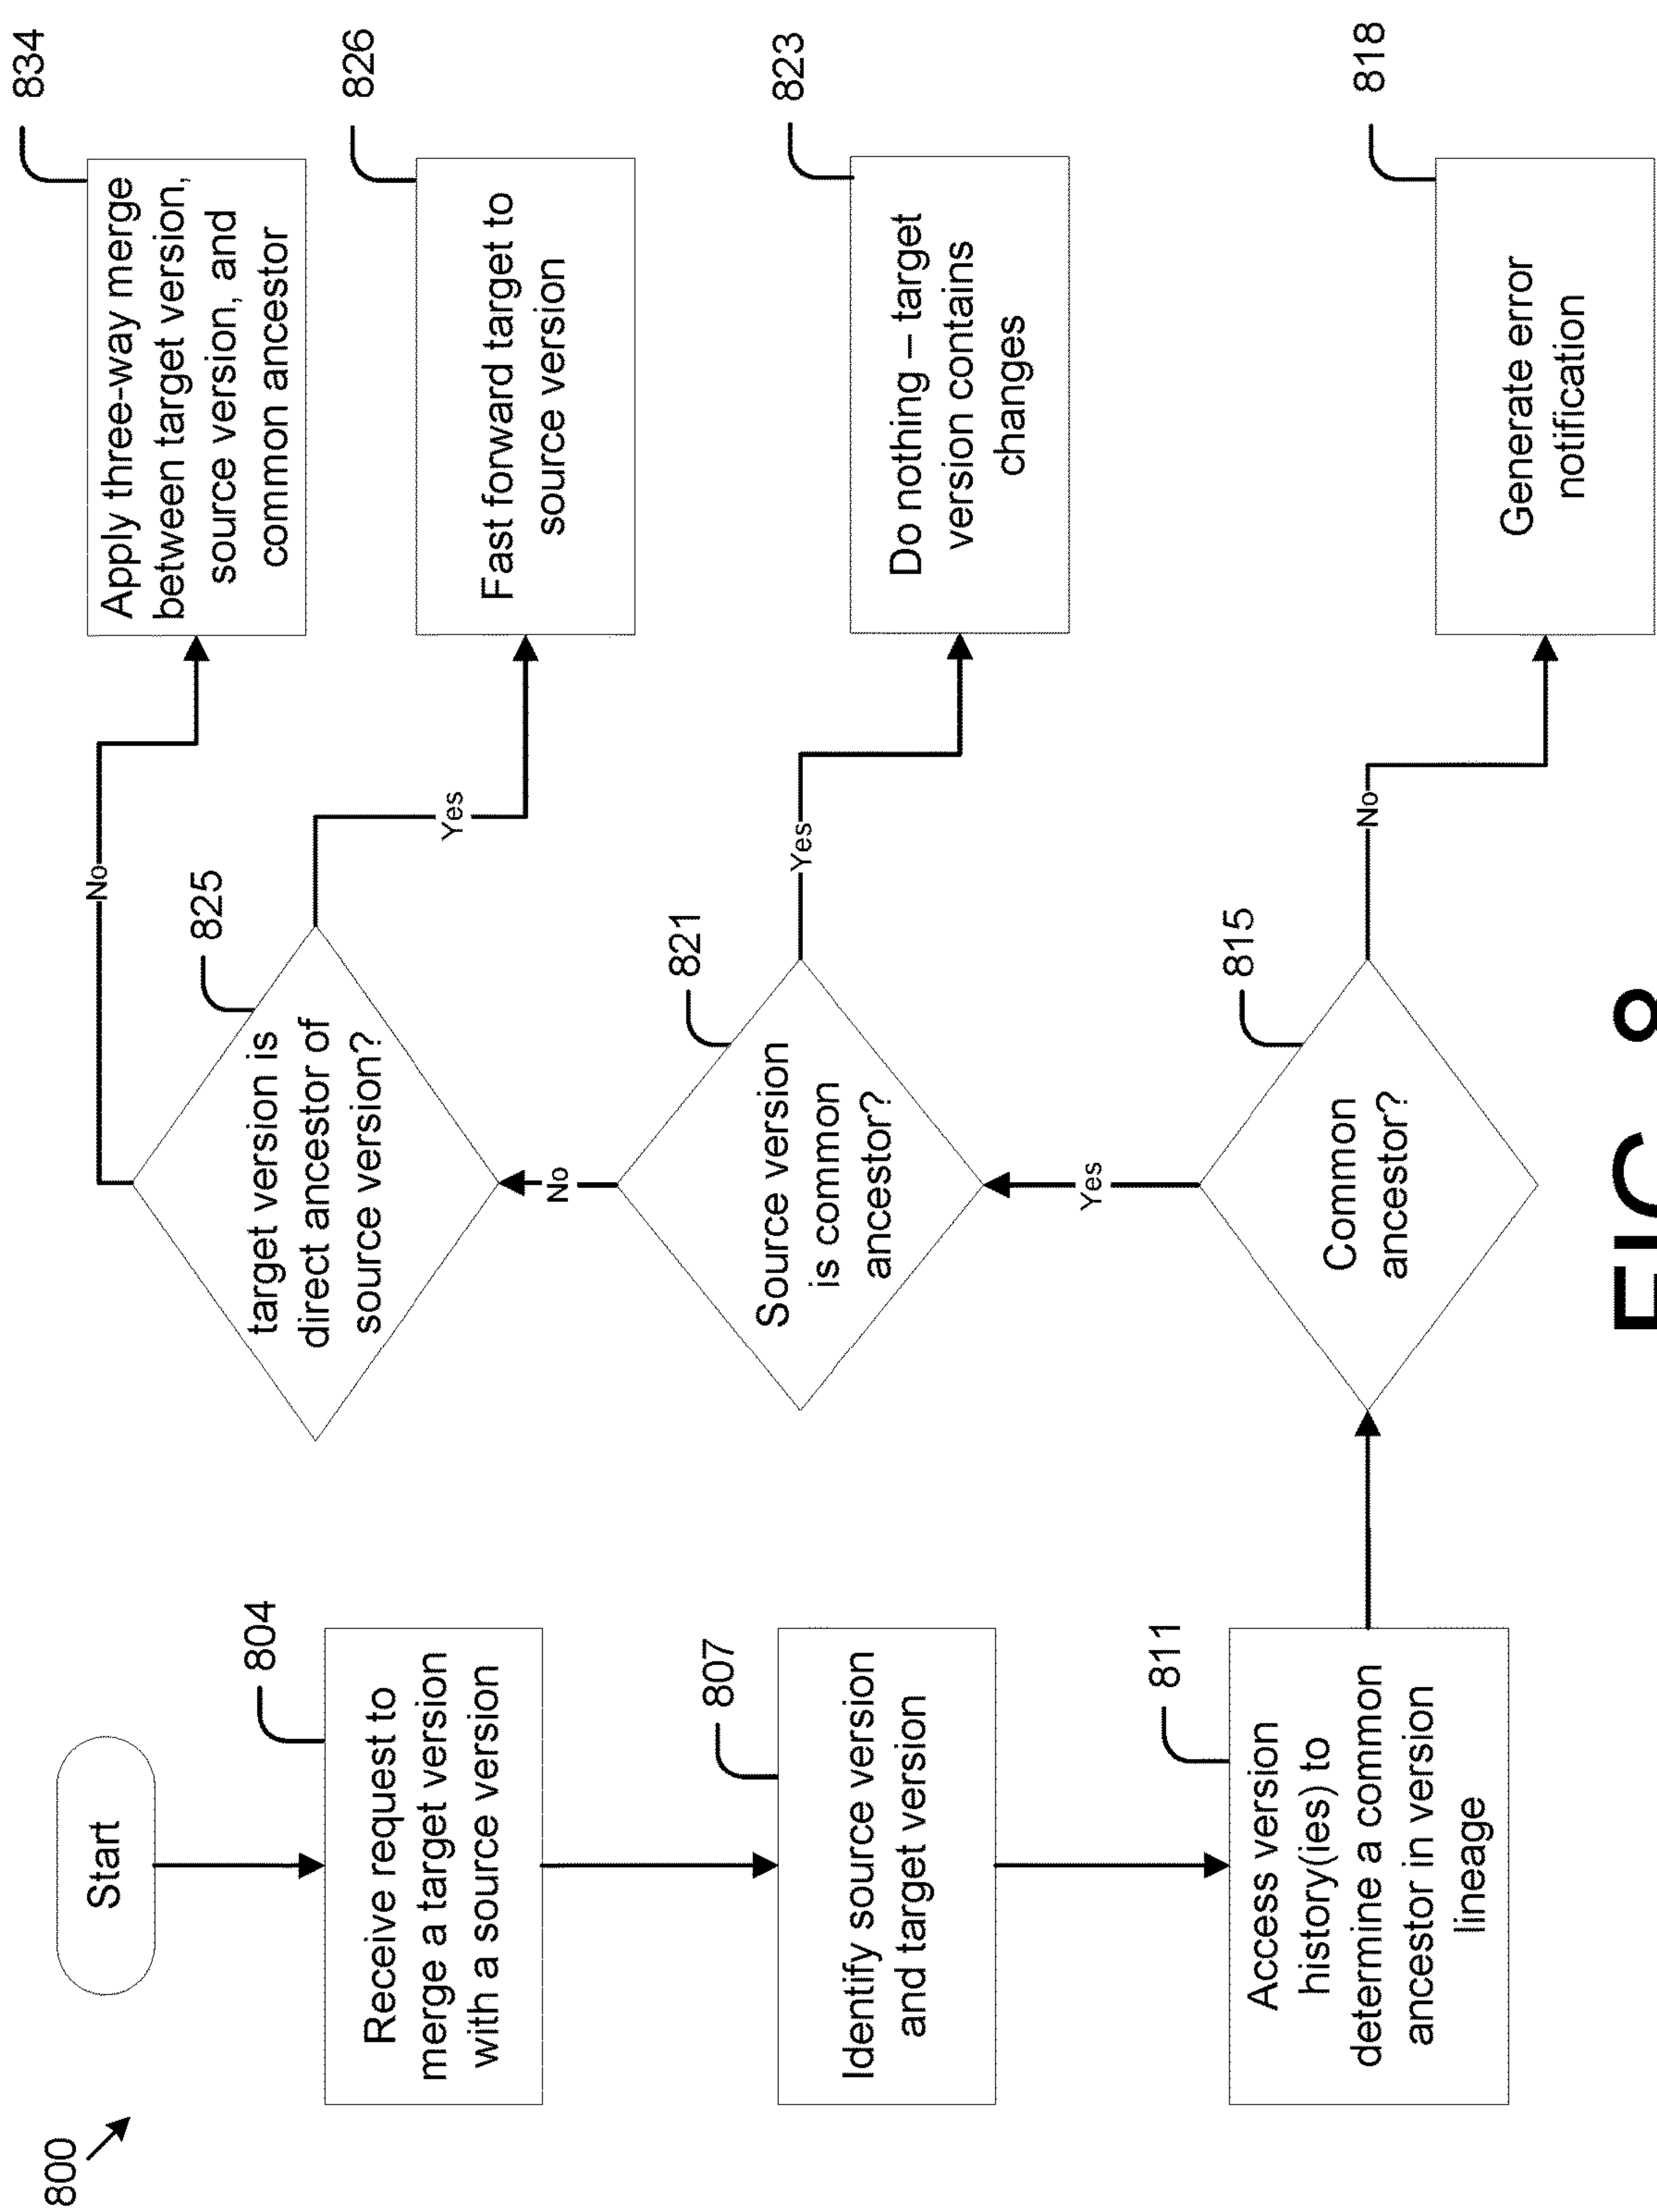 800
Start
804
Receive request to
merge a target version
with a source version
807
Identify source version
and target version
811
Access version
history(ies) to
determine a common
ancestor in version
lineage
815
Common
ancestor?
No
818
Generate error
notification
Yes
821
Source version
is common
ancestor?
Yes
823
Do nothing – target
version contains
changes
No
825
target version is
direct ancestor of
source version?
Yes
826
Fast forward target to
source version
No
834
Apply three-way merge
between target version,
source version, and
common ancestor